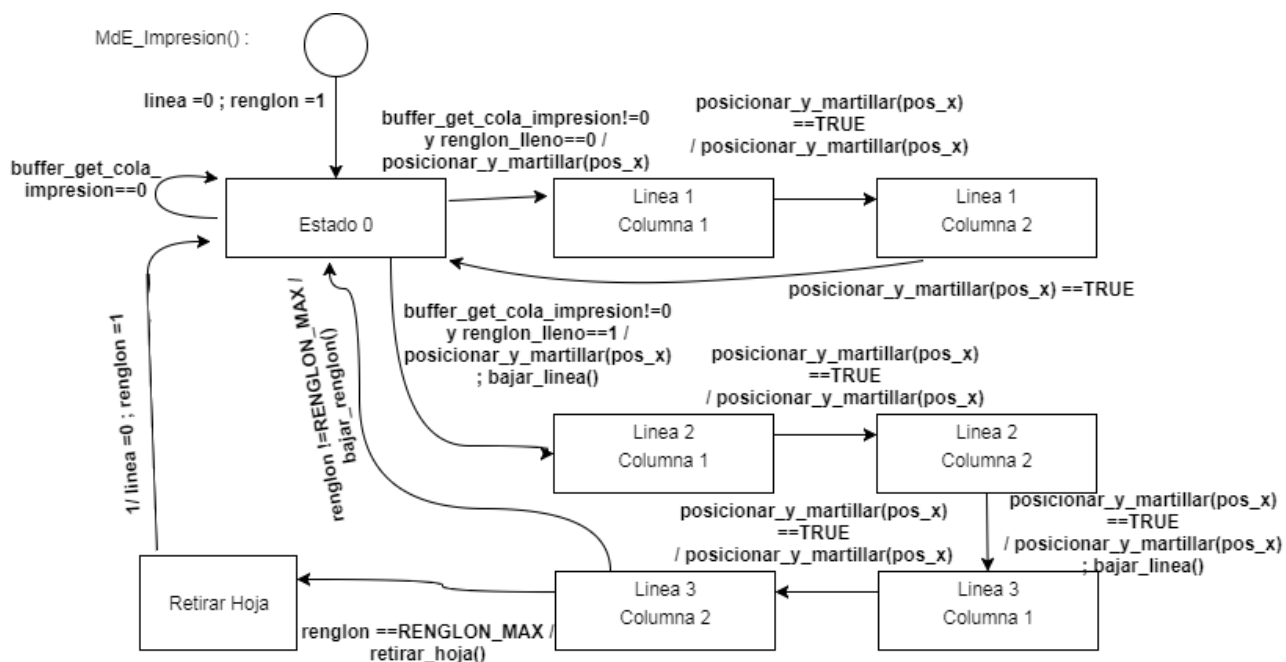 MdE_Impresion() :
linea =0 ; renglon =1
buffer_get_cola_impresion!=0
y renglon_lleno==0 /
posicionar_y_martillar(pos_x)
posicionar_y_martillar(pos_x)
==TRUE
/ posicionar_y_martillar(pos_x)
buffer_get_cola_
impresion==0
Estado 0
Linea 1
Columna 1
Linea 1
Columna 2
posicionar_y_martillar(pos_x) ==TRUE
buffer_get_cola_impresion!=0
y renglon_lleno==1 /
posicionar_y_martillar(pos_x)
; bajar_linea()
renglon !=RENGLON_MAX /
bajar_renglon()
1/ linea =0 ; renglon =1
posicionar_y_martillar(pos_x)
==TRUE
/ posicionar_y_martillar(pos_x)
Linea 2
Columna 1
Linea 2
Columna 2
posicionar_y_martillar(pos_x)
==TRUE
/ posicionar_y_martillar(pos_x)
; bajar_linea()
posicionar_y_martillar(pos_x)
==TRUE
/ posicionar_y_martillar(pos_x)
Retirar Hoja
Linea 3
Columna 2
Linea 3
Columna 1
renglon ==RENGLON_MAX /
retirar_hoja()